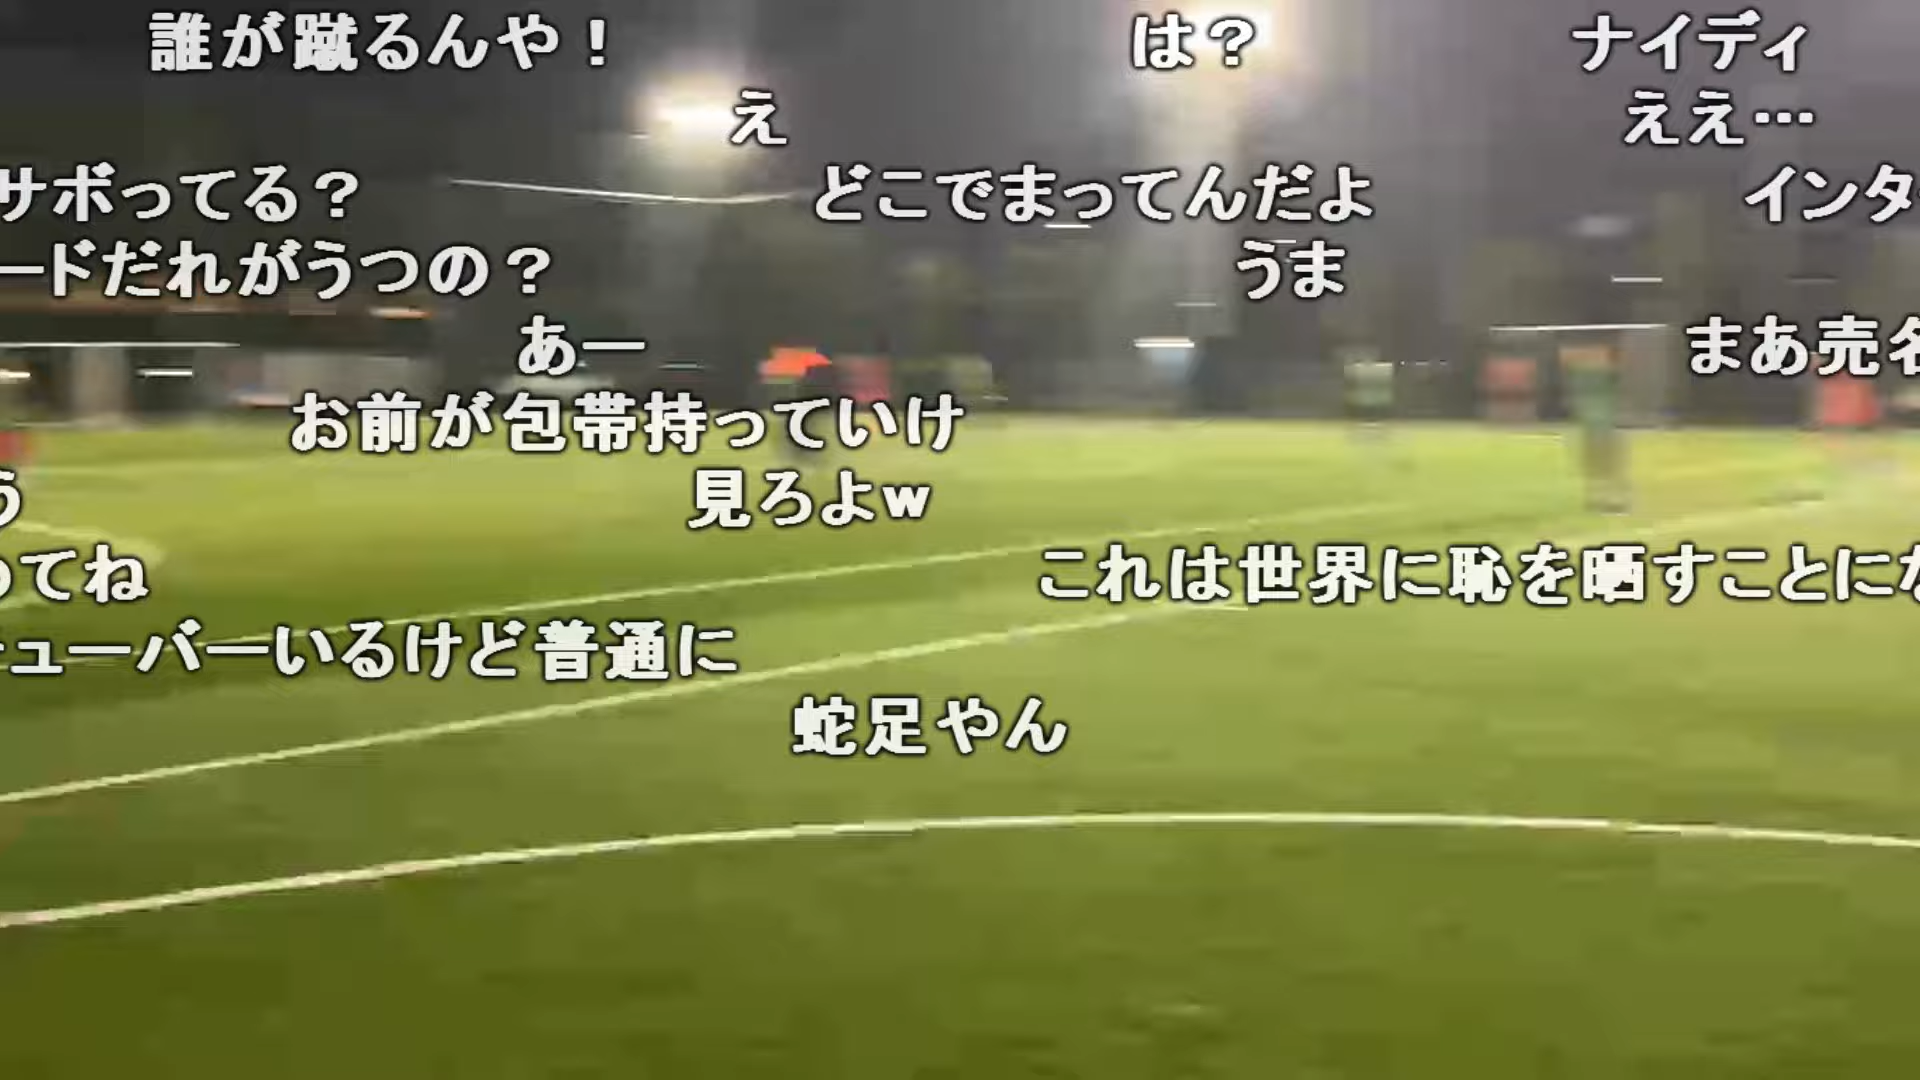 誰が蹴るんや！
は？
ナイディ
え
ええ…
サボってる？
どこでまってんだよ
インタ
ードだれがうつの？
うま
あー
まあ売名
お前が包帯持っていけ
う
見ろよw
ってね
これは世界に恥を晒すことにな
チューバーいるけど普通に
蛇足やん